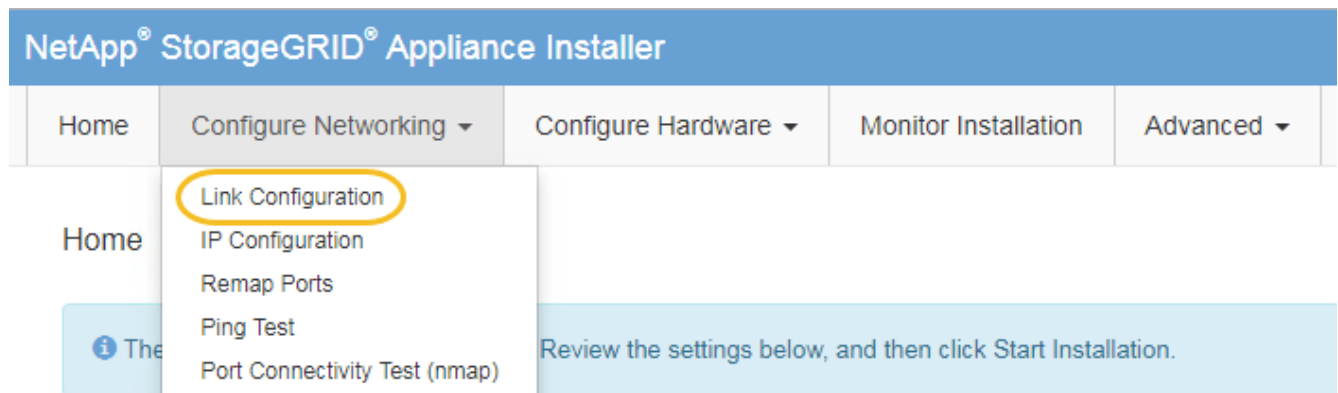 NetApp® StorageGRID® Appliance Installer
Home Configure Networking Configure Hardware Monitor Installation Advanced
Link Configuration
Home
IP Configuration
Remap Ports
Ping Test
The Review the settings below, and then click Start Installation.
Port Connectivity Test (nmap)